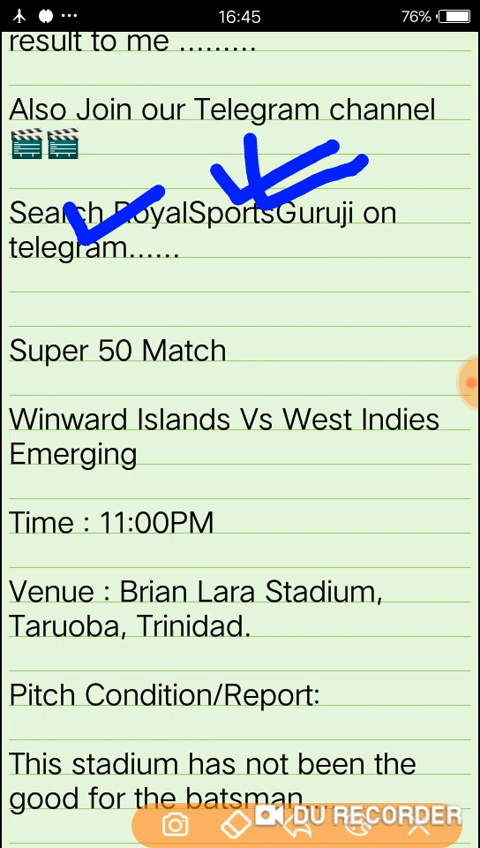 16:45
76%
result to me .........
Also Join our Telegram channel
Search RoyalSportsGuruji on
telegram......
Super 50 Match
Winward Islands Vs West Indies
Emerging
Time : 11:00PM
Venue : Brian Lara Stadium,
Taruoba, Trinidad.
Pitch Condition/Report:
This stadium has not been the
good for the batsman....
DU RECORDER